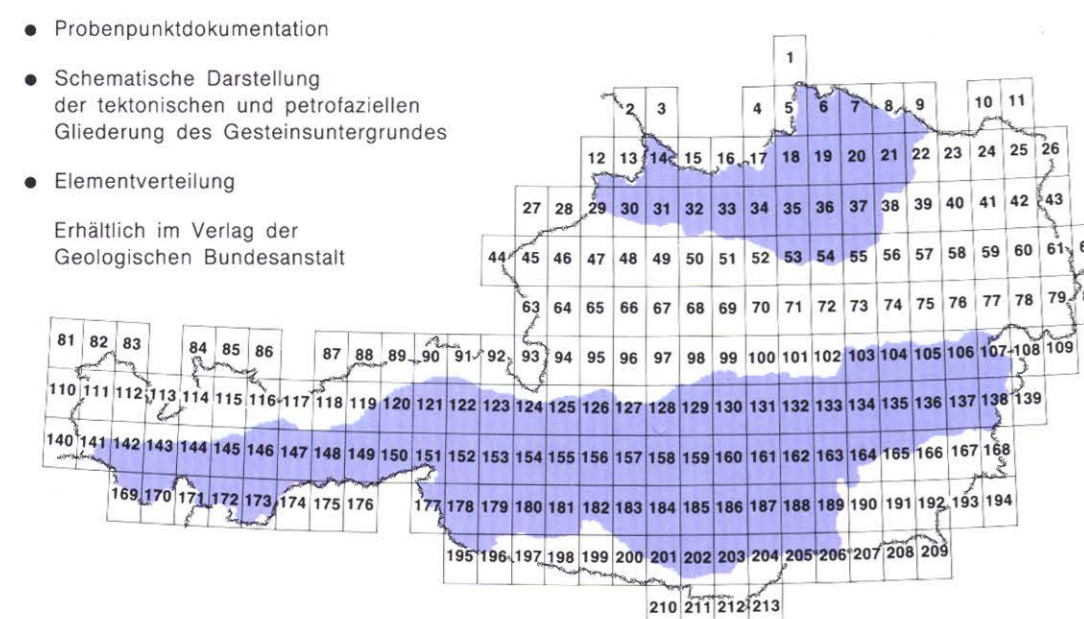 ● Probenpunktdokumentation
● Schematische Darstellung
der tektonischen und petrofaziellen
Gliederung des Gesteinsuntergrundes
● Elementverteilung
Erhältlich im Verlag der
Geologischen Bundesanstalt
1
2 3 4 5 6 7 8 9 10 11
12 13 14 15 16 17 18 19 20 21 22 23 24 25 26
27 28 29 30 31 32 33 34 35 36 37 38 39 40 41 42 43
44 45 46 47 48 49 50 51 52 53 54 55 56 57 58 59 60 61
63 64 65 66 67 68 69 70 71 72 73 74 75 76 77 78 79
81 82 83 84 85 86 87 88 89 90 91 92 93 94 95 96 97 98 99 100 101 102 103 104 105 106 107 108 109
110 111 112 113 114 115 116 117 118 119 120 121 122 123 124 125 126 127 128 129 130 131 132 133 134 135 136 137 138 139
140 141 142 143 144 145 146 147 148 149 150 151 152 153 154 155 156 157 158 159 160 161 162 163 164 165 166 167 168
169 170 171 172 173 174 175 176 177 178 179 180 181 182 183 184 185 186 187 188 189 190 191 192 193 194
195 196 197 198 199 200 201 202 203 204 205 206 207 208 209
210 211 212 213